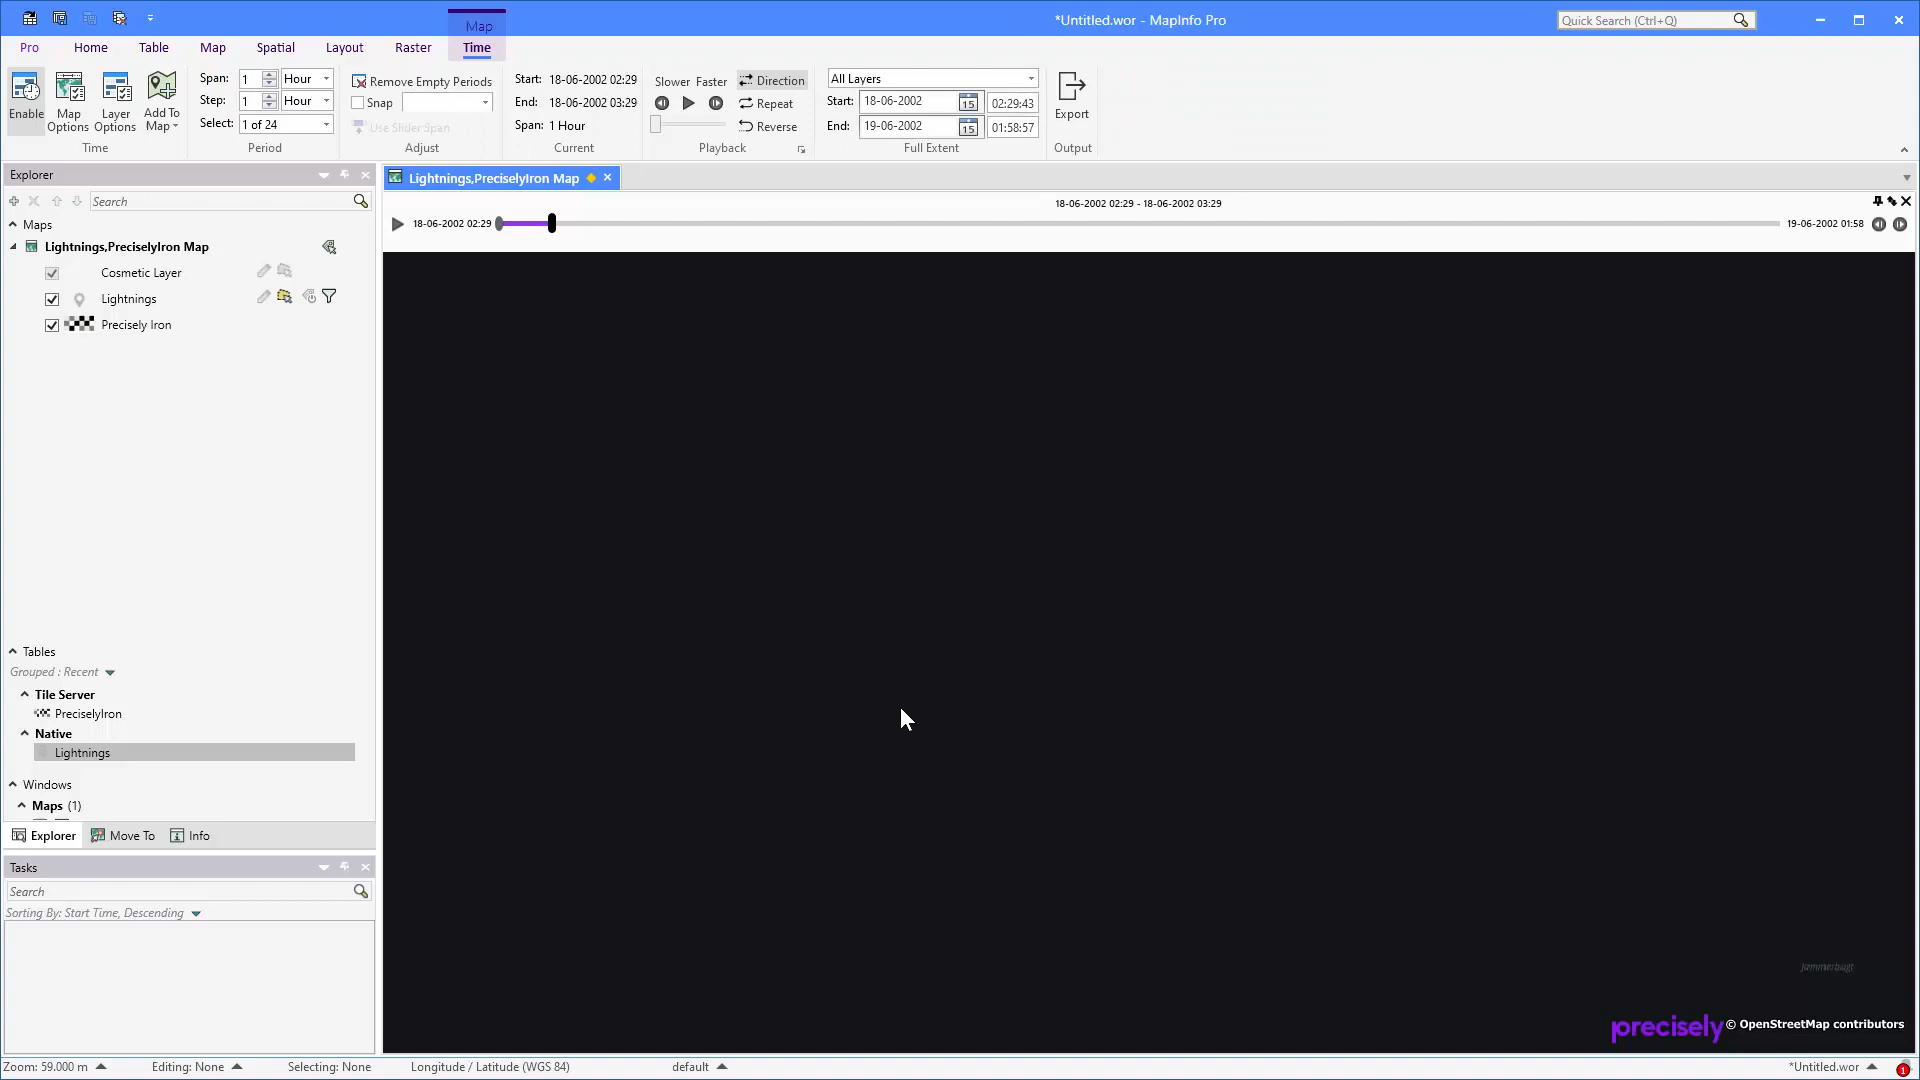 *Untitled.wor - MapInfo Pro
Quick Search (Ctrl+Q)
Map
Pro Home Table Map Spatial Layout Raster Time
Enable
Map Options
Layer Options
Add To Map
Time
Span: 1 Hour
Step: 1 Hour
Select: 1 of 24
Period
Remove Empty Periods
Snap
Use Slider Span
Adjust
Start: 18-06-2002 02:29
End: 18-06-2002 03:29
Span: 1 Hour
Current
Slower Faster
Direction
Repeat
Reverse
Playback
All Layers
Start: 18-06-2002 15 02:29:43
End: 19-06-2002 15 01:58:57
Full Extent
Export
Output
Explorer
Search
Maps
Lightnings,PreciselyIron Map
Cosmetic Layer
Lightnings
Precisely Iron
Tables
Grouped : Recent
Tile Server
PreciselyIron
Native
Lightnings
Windows
Maps (1)
Explorer Move To Info
Tasks
Search
Sorting By: Start Time, Descending
Lightnings,PreciselyIron Map
18-06-2002 02:29 - 18-06-2002 03:29
18-06-2002 02:29
19-06-2002 01:58
Jammerbugt
precisely © OpenStreetMap contributors
Zoom: 59.000 m Editing: None Selecting: None Longitude / Latitude (WGS 84) default *Untitled.wor 1